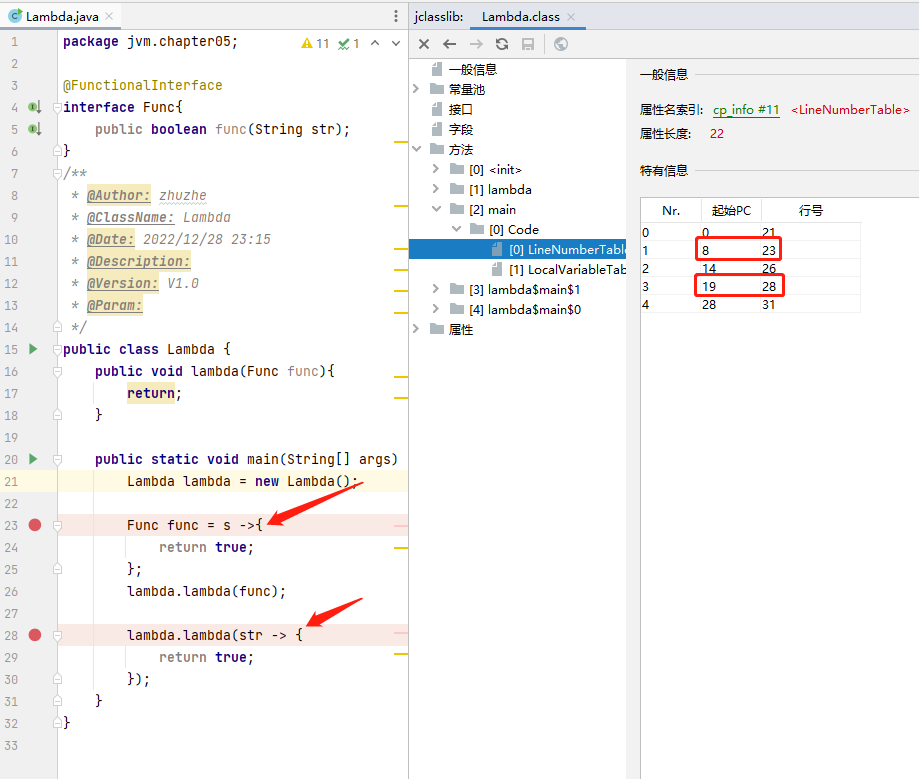 Lambda.java
jclasslib:
Lambda.class
1 package jvm.chapter05;
11 1
2
3 @FunctionalInterface
4 interface Func{
5 public boolean func(String str);
6 }
7 /**
8 * @Author: zhuzhe
9 * @ClassName: Lambda
10 * @Date: 2022/12/28 23:15
11 * @Description:
12 * @Version: V1.0
13 * @Param:
14 */
15 public class Lambda {
16 public void lambda(Func func){
17 return;
18 }
19
20 public static void main(String[] args)
21 Lambda lambda = new Lambda();
22
23 Func func = s ->{
24 return true;
25 };
26 lambda.lambda(func);
27
28 lambda.lambda(str -> {
29 return true;
30 });
31 }
32 }
33
一般信息
常量池
接口
字段
方法
[0] <init>
[1] lambda
[2] main
[0] Code
[0] LineNumberTable
[1] LocalVariableTab
[3] lambda$main$1
[4] lambda$main$0
属性
一般信息
属性名索引: cp_info #11 <LineNumberTable>
属性长度: 22
特有信息
Nr. 起始PC 行号
0 0 21
1 8 23
2 14 26
3 19 28
4 28 31